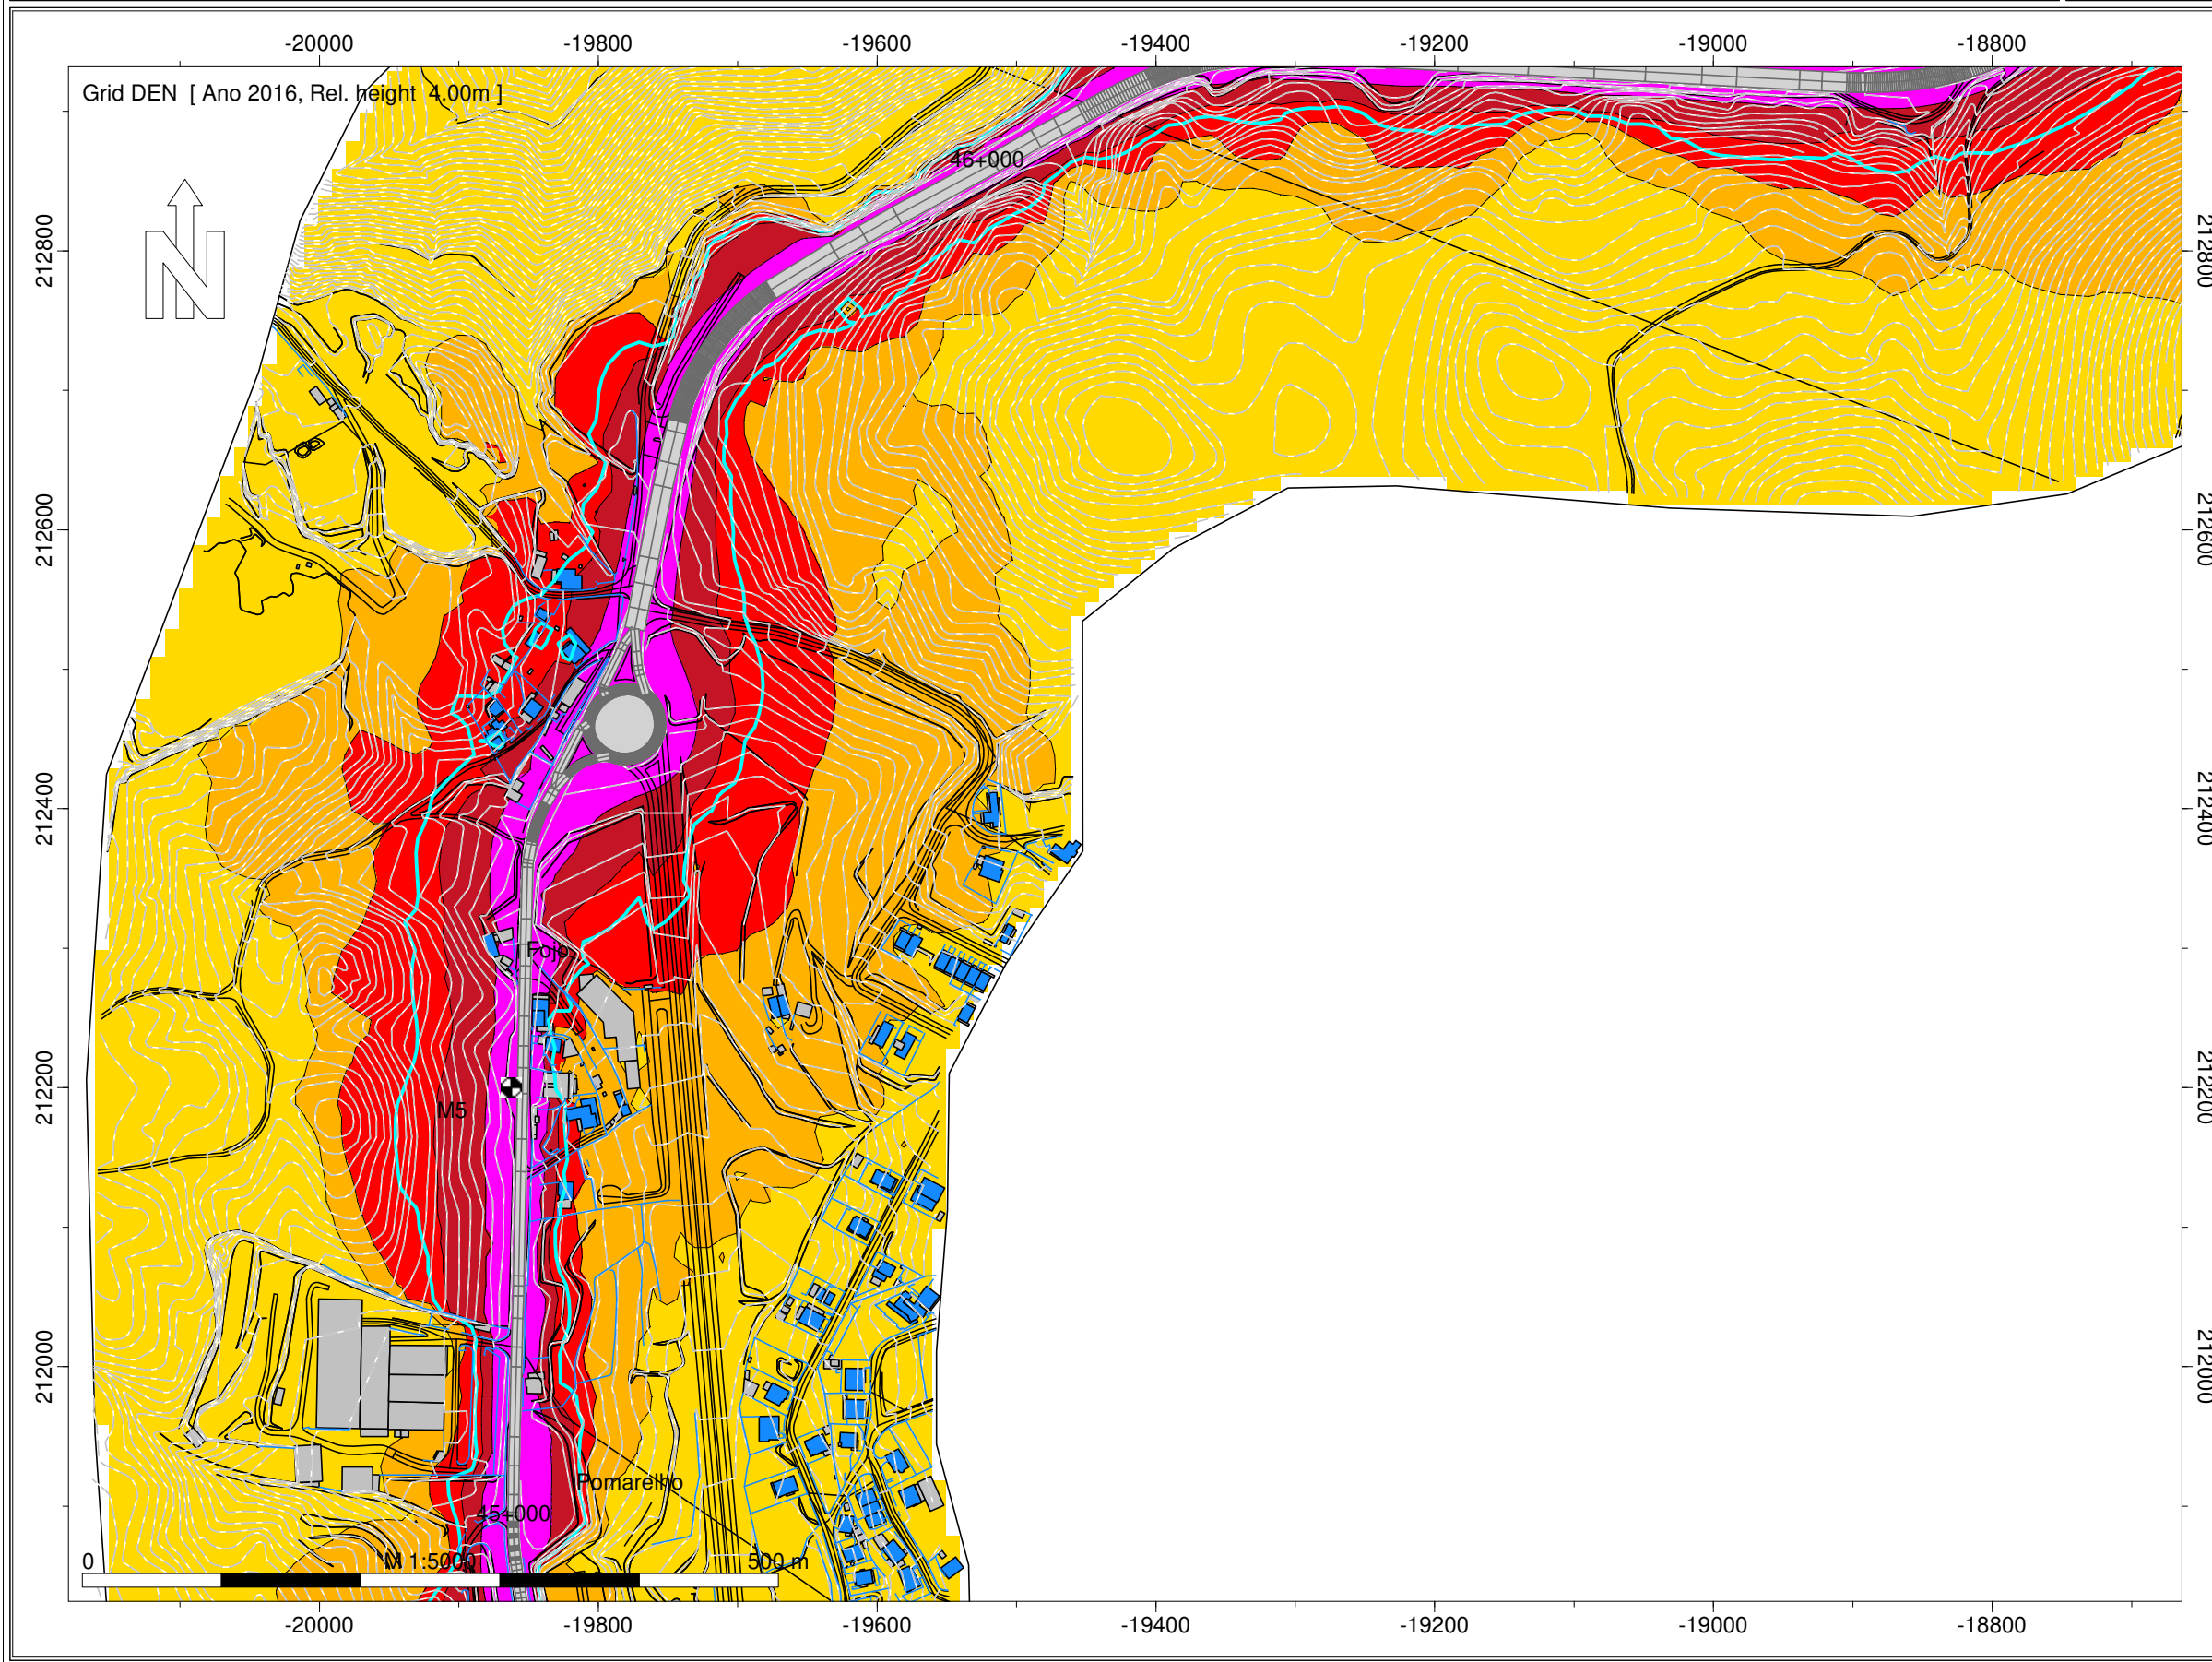 -20000 -19800 -19600 -19400 -19200 -19000 -18800
Grid DEN [ Ano 2016, Rel. height 4.00m ]
46+000
N
212800 212800
212600 212600
212400 212400
Fojo
212200 212200
M5
212000 212000
Pomarelho
45+000
0 M 1:5000 500 m
-20000 -19800 -19600 -19400 -19200 -19000 -18800